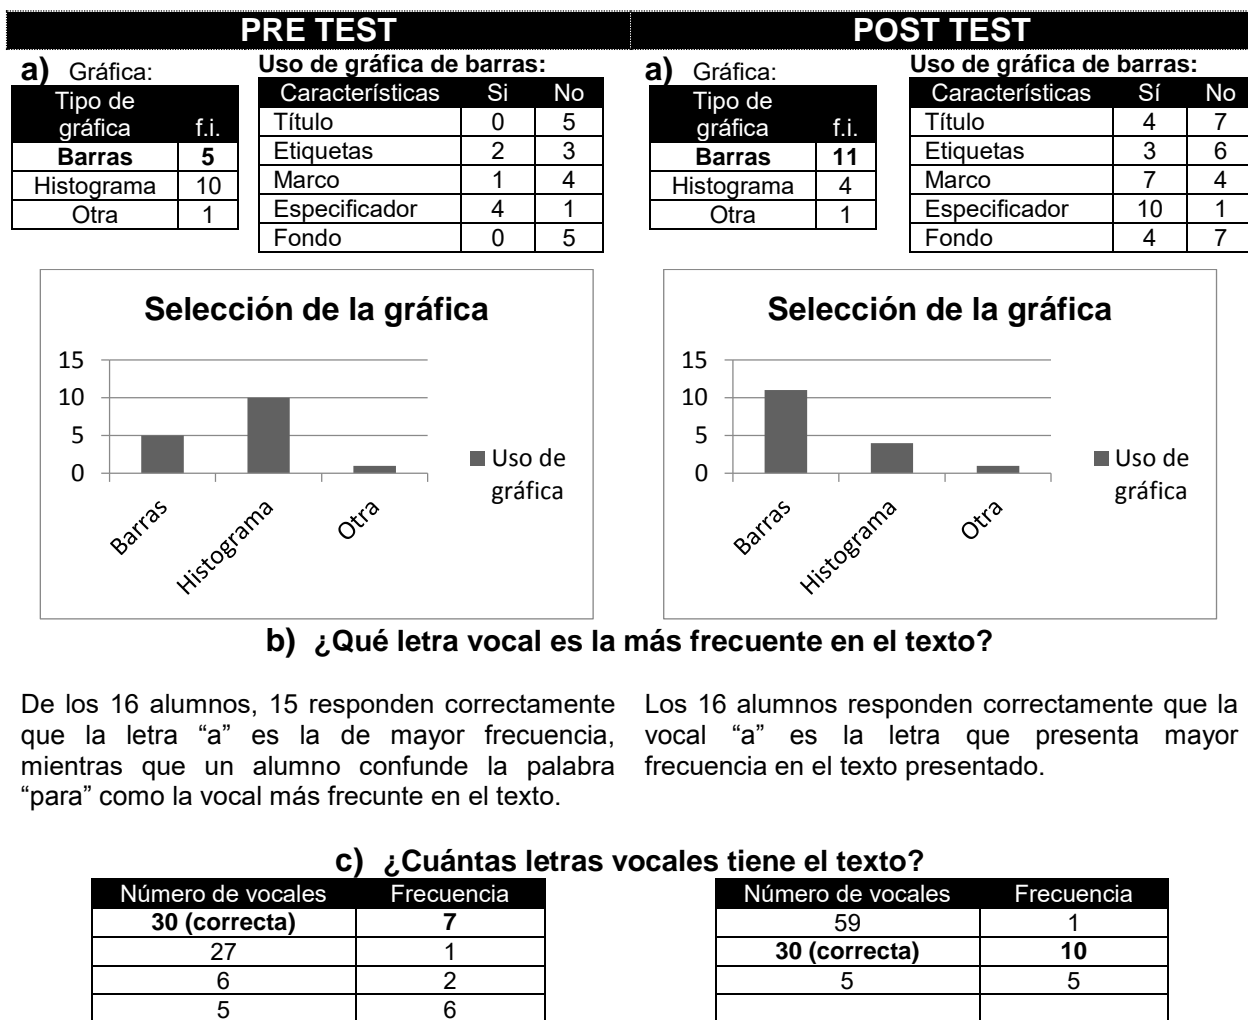 PRE TEST
POST TEST
a) Gráfica:
Tipo de gráfica f.i.
Barras 5
Histograma 10
Otra 1
Uso de gráfica de barras:
Características Si No
Título 0 5
Etiquetas 2 3
Marco 1 4
Especificador 4 1
Fondo 0 5
a) Gráfica:
Tipo de gráfica f.i.
Barras 11
Histograma 4
Otra 1
Uso de gráfica de barras:
Características Sí No
Título 4 7
Etiquetas 3 6
Marco 7 4
Especificador 10 1
Fondo 4 7
Selección de la gráfica
15
10
5
0
Barras
Histograma
Otra
Uso de
gráfica
Selección de la gráfica
15
10
5
0
Barras
Histograma
Otra
Uso de
gráfica
b) ¿Qué letra vocal es la más frecuente en el texto?
De los 16 alumnos, 15 responden correctamente
que la letra “a” es la de mayor frecuencia,
mientras que un alumno confunde la palabra
“para” como la vocal más frecunte en el texto.
Los 16 alumnos responden correctamente que la
vocal “a” es la letra que presenta mayor
frecuencia en el texto presentado.
c) ¿Cuántas letras vocales tiene el texto?
Número de vocales Frecuencia
30 (correcta) 7
27 1
6 2
5 6
Número de vocales Frecuencia
59 1
30 (correcta) 10
5 5